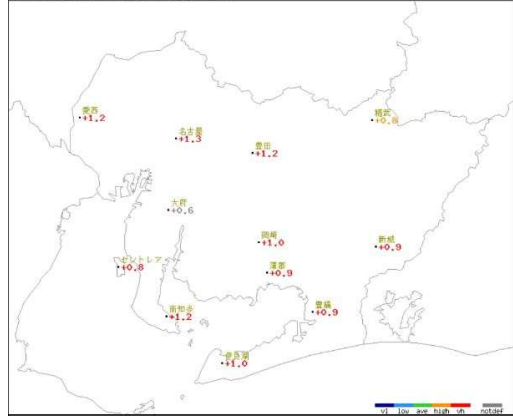 愛西
+1.2
名古屋
+1.3
豊田
+1.2
稲武
+0.8
大府
+0.6
岡崎
+1.0
新城
+0.9
セントレア
+0.8
蒲郡
+0.9
南知多
+1.2
豊橋
+0.9
伊良湖
+1.0
vl low ave high vh notdef